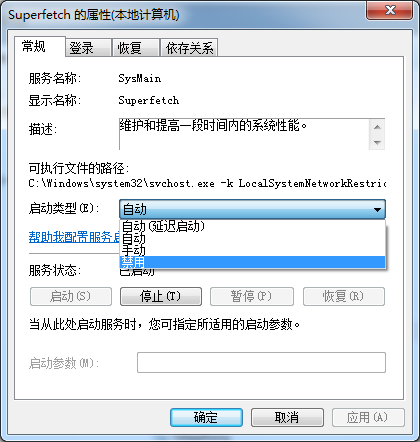 Superfetch 的属性(本地计算机)
常规 登录 恢复 依存关系
服务名称: SysMain
显示名称: Superfetch
描述: 维护和提高一段时间内的系统性能。
可执行文件的路径:
C:\Windows\system32\svchost.exe -k LocalSystemNetworkRestric
启动类型(E): 自动
自动(延迟启动)
帮助我配置服务 自动
手动
禁用
服务状态: 已启动
启动(S) 停止(T) 暂停(P) 恢复(R)
当从此处启动服务时，您可指定所适用的启动参数。
启动参数(M):
确定 取消 应用(A)